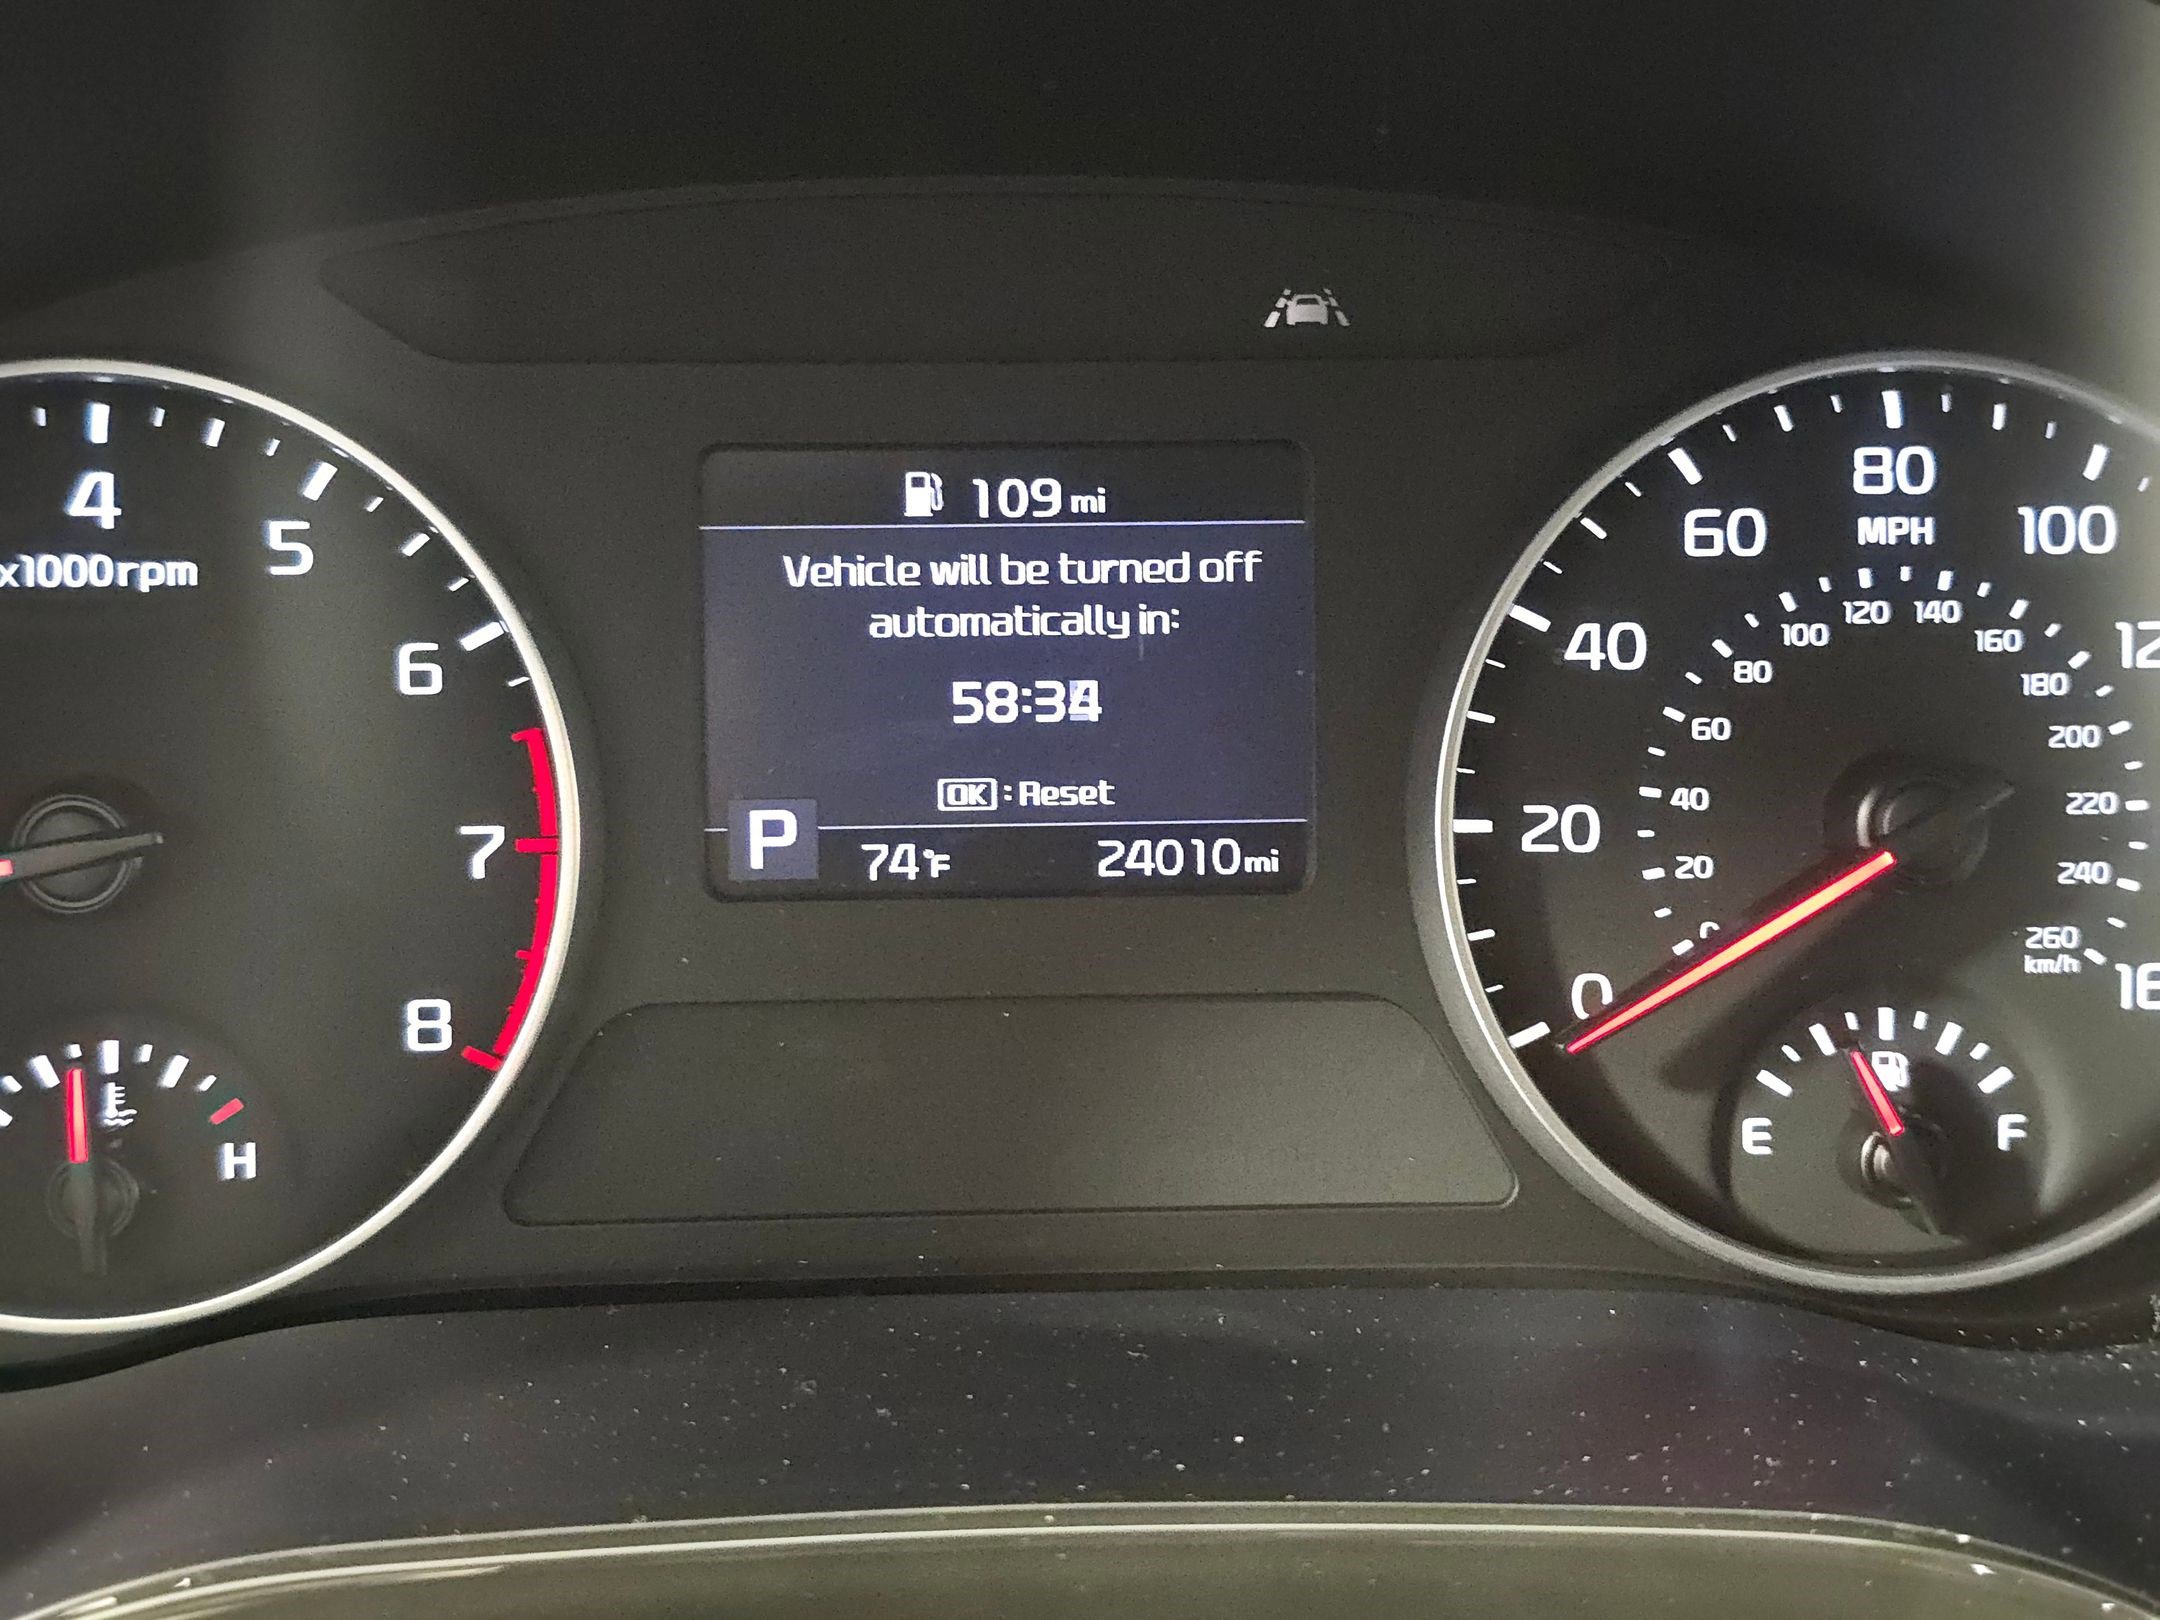 4
x1000rpm
5
6
7
8
H
109 mi
Vehicle will be turned off
automatically in:
58:34
OK : Reset
P
74°F
24010 mi
0
20
40
60
80
MPH
100
0
20
40
60
80
100
120
140
160
180
200
220
240
260
km/h
E
F